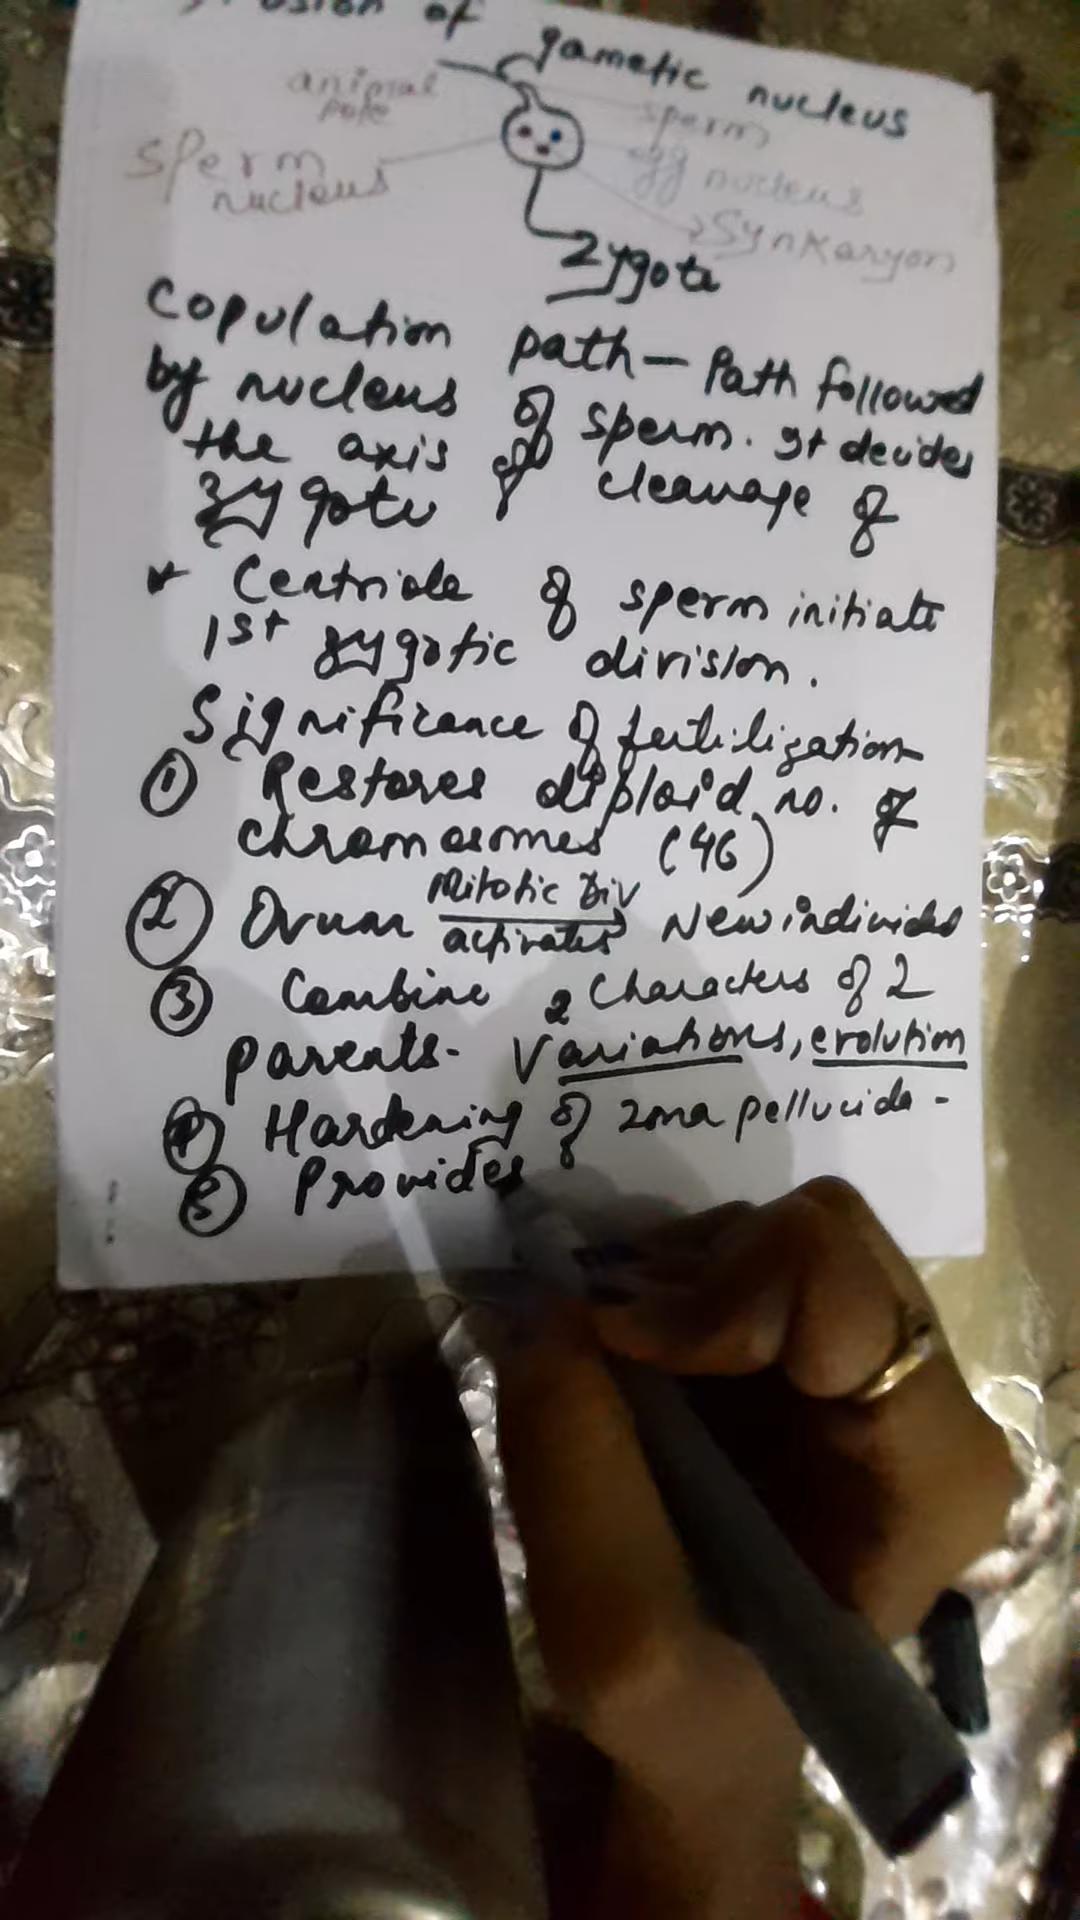 fusion of gametic nucleus
animal pole
sperm
sperm nucleus
egg nucleus
synkaryon
Zygote
Copulation path – Path followed
by nucleus of sperm. It decides
the axis of cleavage of
zygote
* Centriole of sperm initiate
1st zygotic division.
Significance of fertilization
① Restores diploid no. of
chromosomes (46)
② Ovum Mitotic Div activates New individual
③ Combine 2 characters of 2
parents. Variations, evolution
④ Hardening of zona pellucida -
⑤ Provides